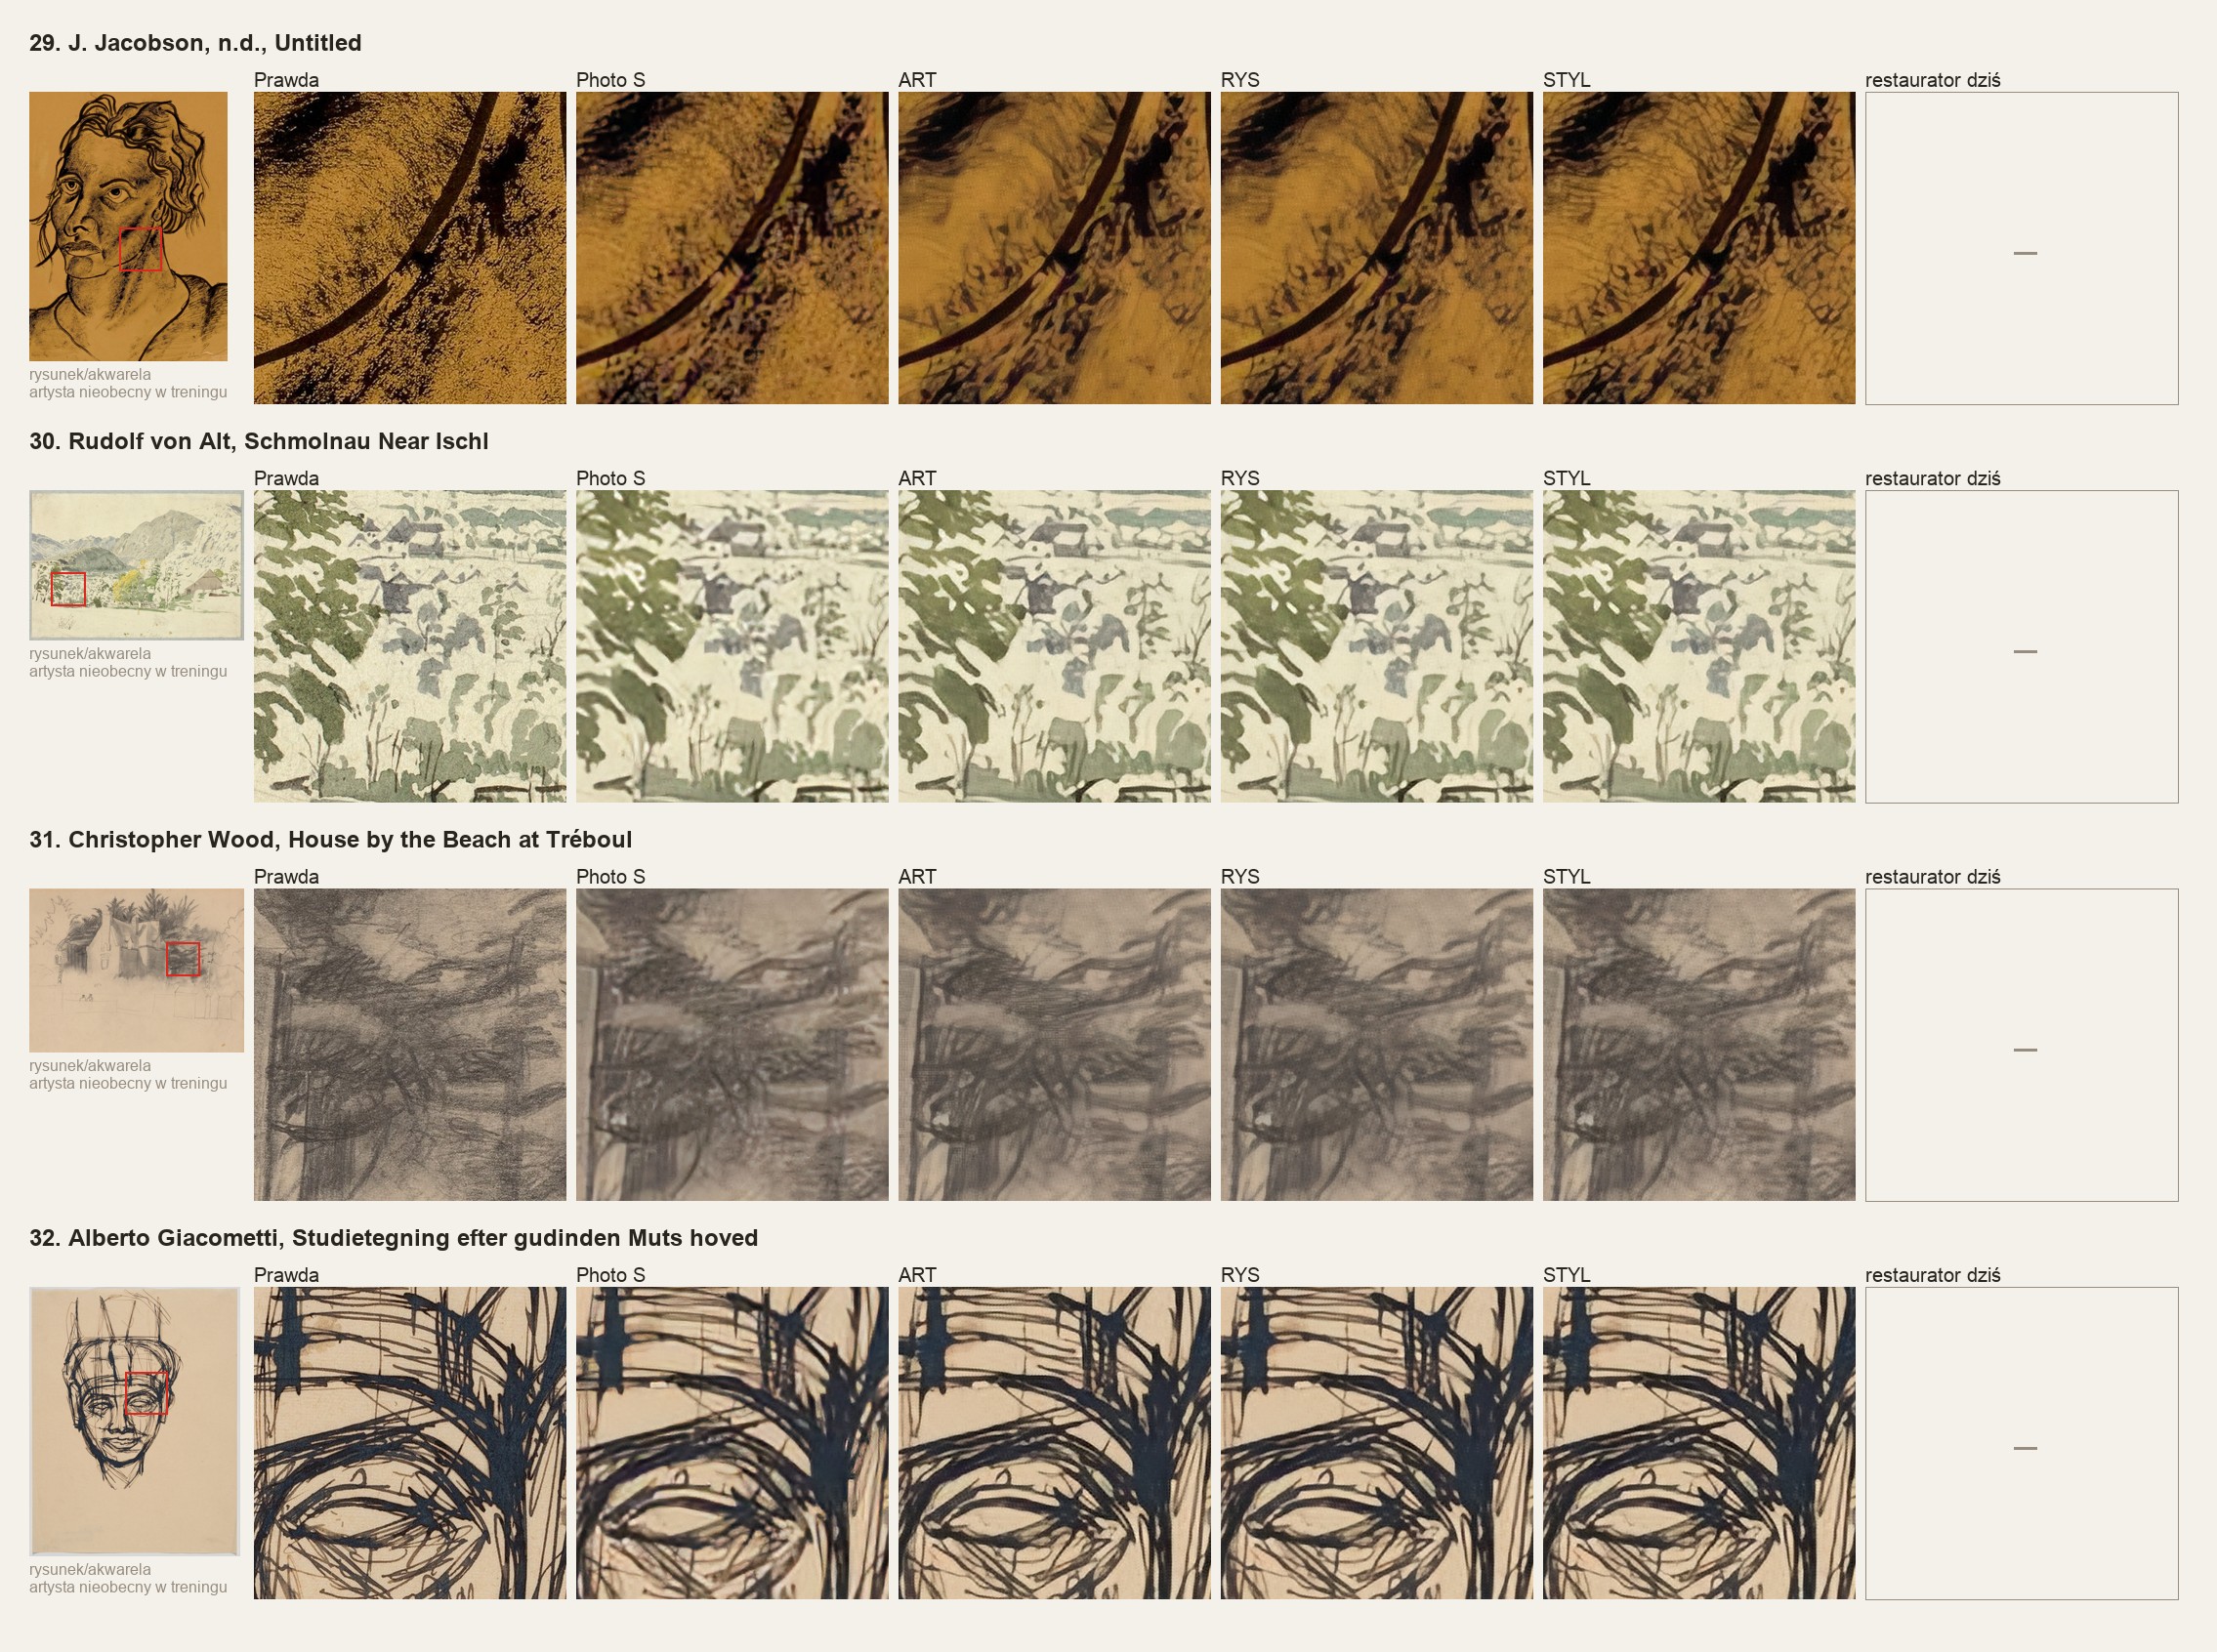 29. J. Jacobson, n.d., Untitled
Prawda
Photo S
ART
RYS
STYL
restaurator dziś
—
rysunek/akwarela
artysta nieobecny w treningu
30. Rudolf von Alt, Schmolnau Near Ischl
Prawda
Photo S
ART
RYS
STYL
restaurator dziś
—
rysunek/akwarela
artysta nieobecny w treningu
31. Christopher Wood, House by the Beach at Tréboul
Prawda
Photo S
ART
RYS
STYL
restaurator dziś
—
rysunek/akwarela
artysta nieobecny w treningu
32. Alberto Giacometti, Studietegning efter gudinden Muts hoved
Prawda
Photo S
ART
RYS
STYL
restaurator dziś
—
rysunek/akwarela
artysta nieobecny w treningu